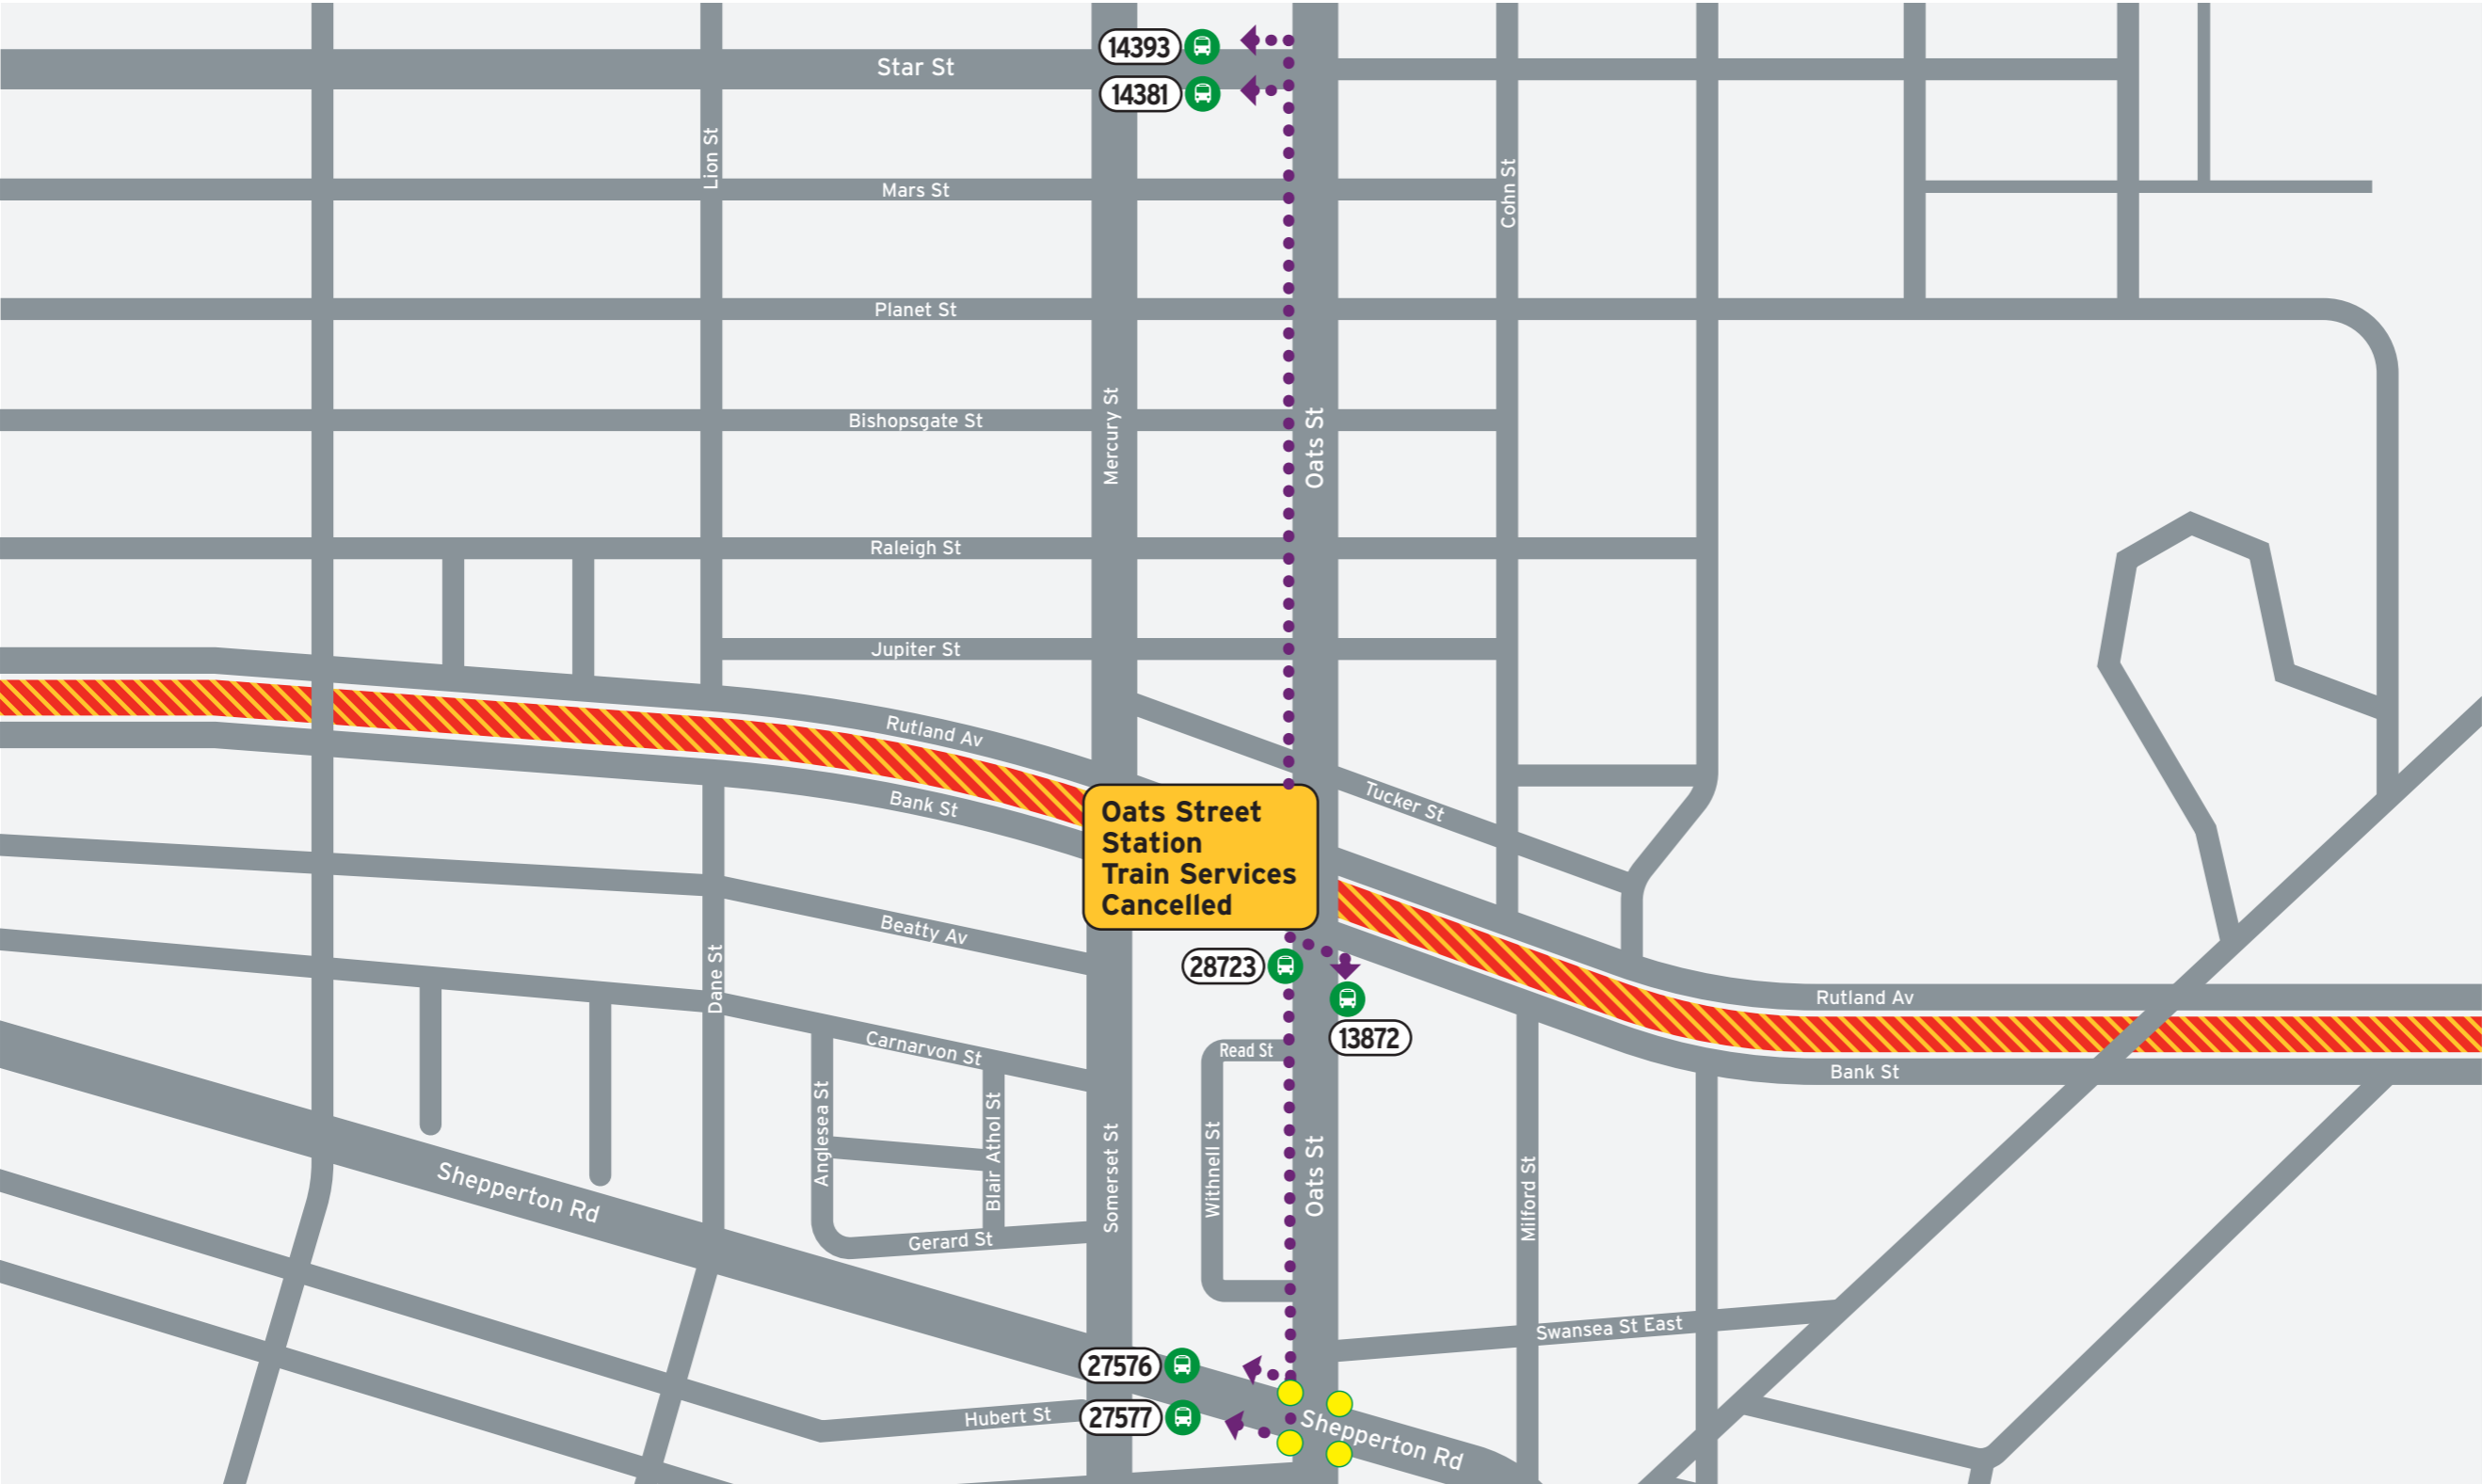 14393
Star St
14381
Lion St
Mars St
Cohn St
Planet St
Mercury St
Bishopsgate St
Oats St
Raleigh St
Jupiter St
Rutland Av
Bank St
Tucker St
Oats Street
Station
Train Services
Cancelled
Beatty Av
Dane St
28723
13872
Rutland Av
Bank St
Carnarvon St
Read St
Anglesea St
Blair Athol St
Somerset St
Withnell St
Oats St
Milford St
Shepperton Rd
Gerard St
Swansea St East
27576
27577
Hubert St
Shepperton Rd